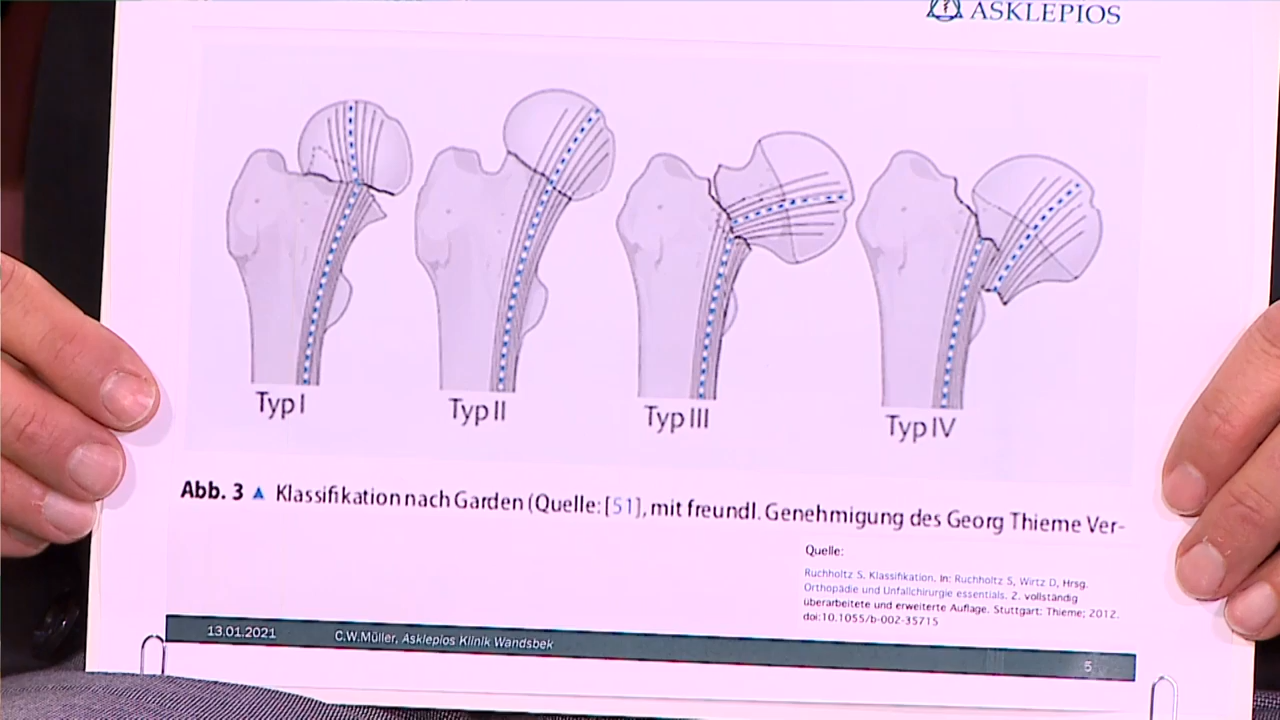 ASKLEPIOS
Typ I
Typ II
Typ III
Typ IV
Abb. 3 ▲ Klassifikation nach Garden (Quelle: [51], mit freundl. Genehmigung des Georg Thieme Ver-
Quelle:
Ruchholtz S. Klassifikation. In: Ruchholtz S, Wirtz D, Hrsg.
Orthopädie und Unfallchirurgie essentials. 2. vollständig
überarbeitete und erweiterte Auflage. Stuttgart: Thieme; 2012.
doi:10.1055/b-002-35715
13.01.2021
C.W.Müller, Asklepios Klinik Wandsbek
5